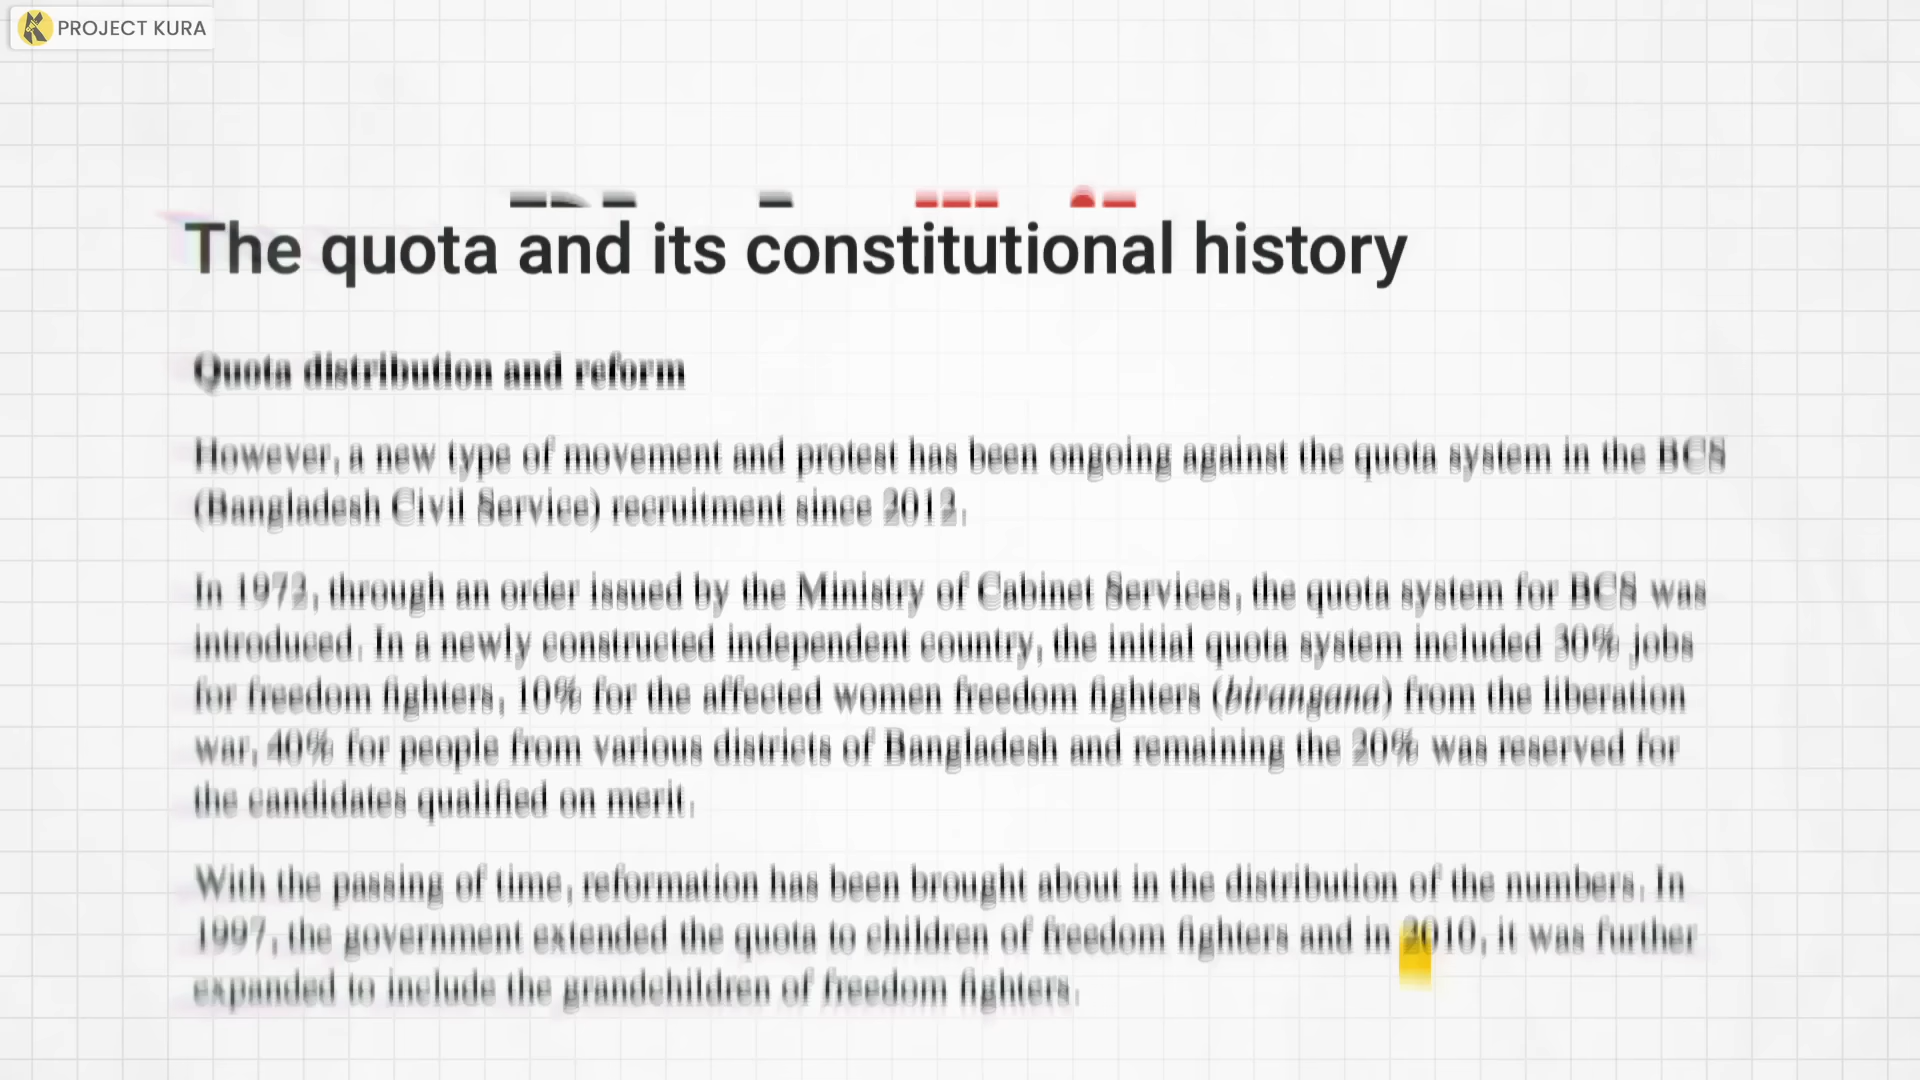 PROJECT KURA
The quota and its constitutional history
Quota distribution and reform
However, a new type of movement and protest has been ongoing against the quota system in the BCS
(Bangladesh Civil Service) recruitment since 2012.
In 1972, through an order issued by the Ministry of Cabinet Services, the quota system for BCS was
introduced. In a newly constructed independent country, the initial quota system included 30% jobs
for freedom fighters, 10% for the affected women freedom fighters (birangana) from the liberation
war, 40% for people from various districts of Bangladesh and remaining the 20% was reserved for
the candidates qualified on merit.
With the passing of time, reformation has been brought about in the distribution of the numbers. In
1997, the government extended the quota to children of freedom fighters and in 2010, it was further
expanded to include the grandchildren of freedom fighters.